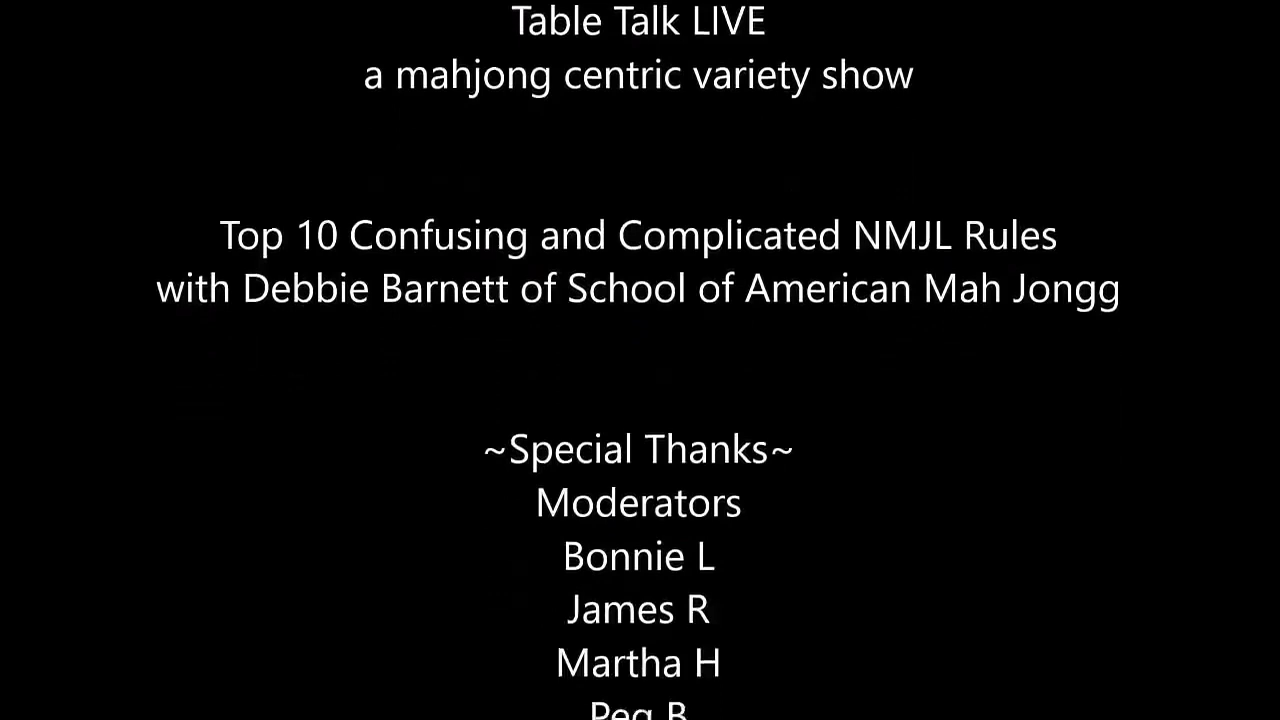 Table Talk LIVE
a mahjong centric variety show
Top 10 Confusing and Complicated NMJL Rules
with Debbie Barnett of School of American Mah Jongg
~Special Thanks~
Moderators
Bonnie L
James R
Martha H
Peg B